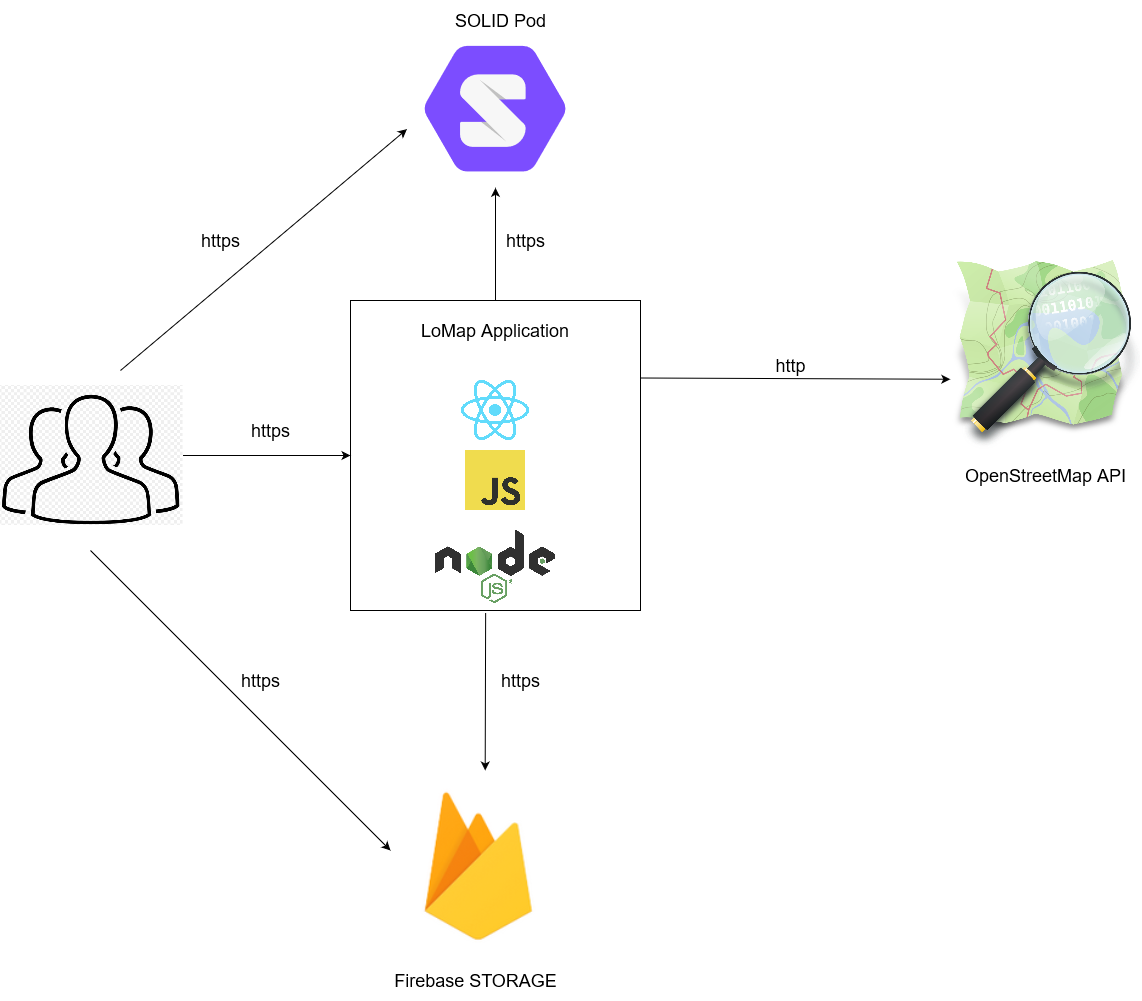 SOLID Pod
https
https
LoMap Application
http
https
JS
node
JS
OpenStreetMap API
https
https
Firebase STORAGE